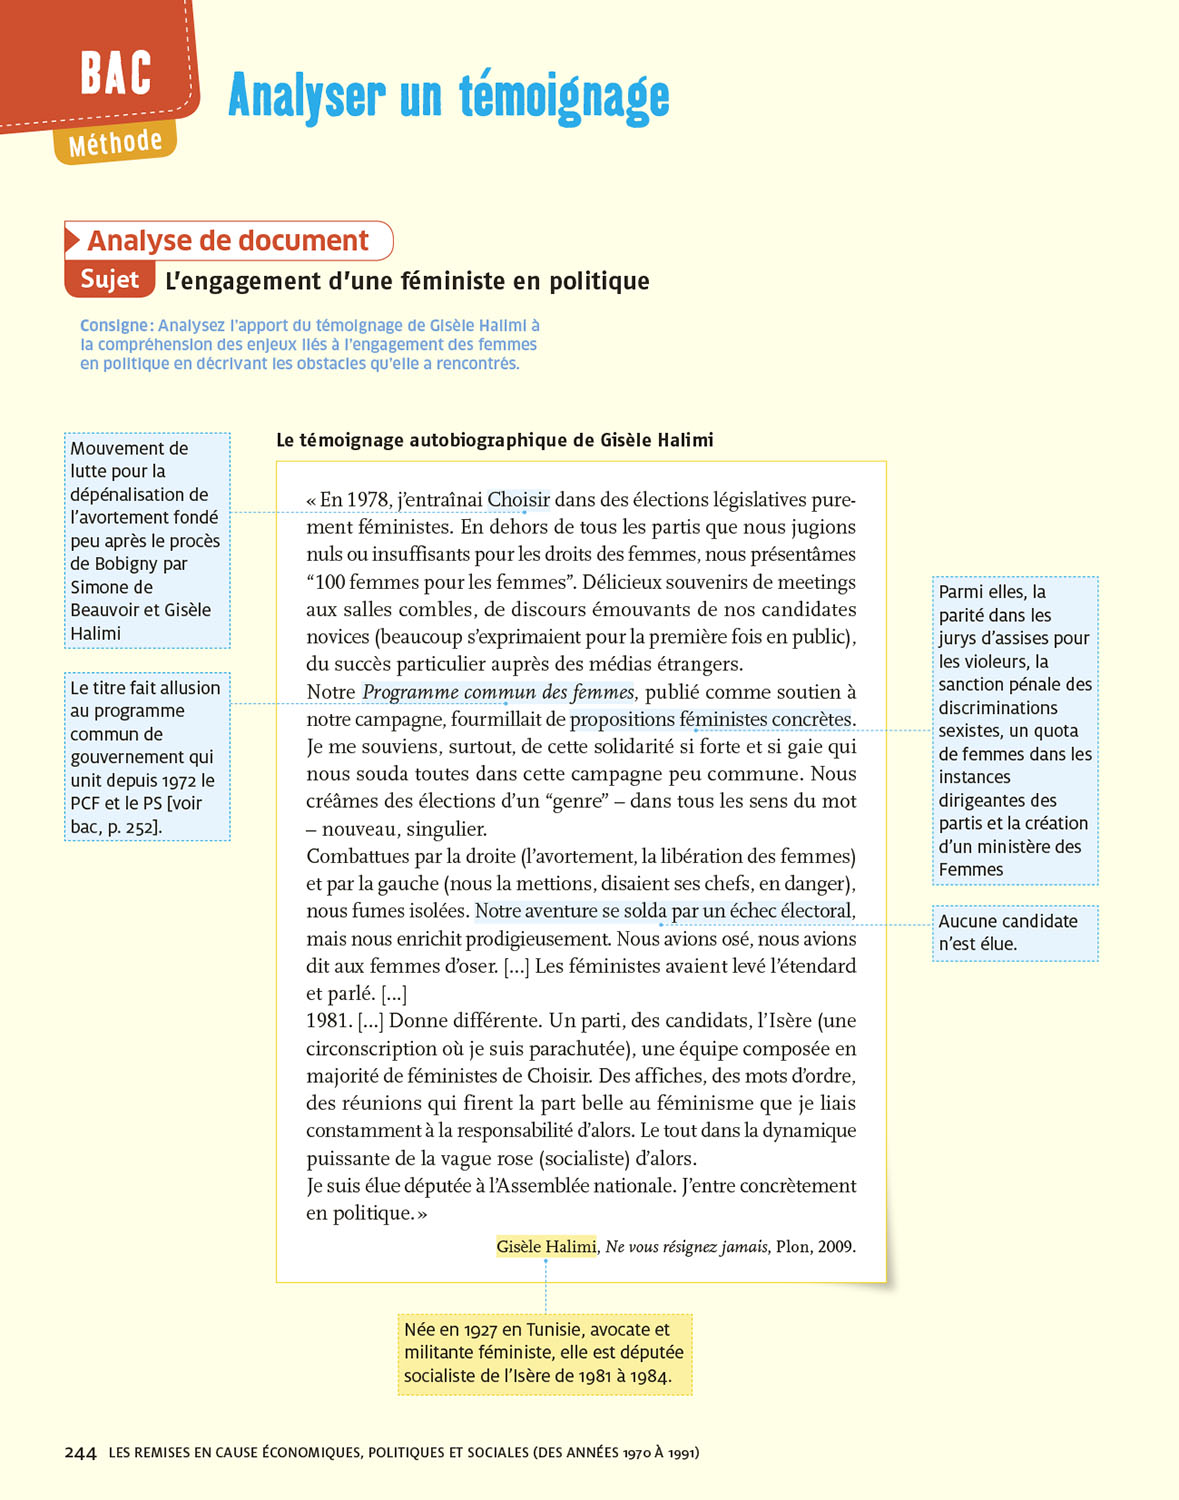 BAC
Méthode
Analyser un témoignage
Analyse de document
Sujet L'engagement d'une féministe en politique
Consigne : Analysez l'apport du témoignage de Gisèle Halimi à
la compréhension des enjeux liés à l'engagement des femmes
en politique en décrivant les obstacles qu'elle a rencontrés.
Mouvement de
lutte pour la
dépénalisation de
l'avortement fondé
peu après le procès
de Bobigny par
Simone de
Beauvoir et Gisèle
Halimi
Le titre fait allusion
au programme
commun de
gouvernement qui
unit depuis 1972 le
PCF et le PS [voir
bac, p. 252].
Le témoignage autobiographique de Gisèle Halimi
« En 1978, j'entraînai Choisir dans des élections législatives pure-
ment féministes. En dehors de tous les partis que nous jugions
nuls ou insuffisants pour les droits des femmes, nous présentâmes
“100 femmes pour les femmes”. Délicieux souvenirs de meetings
aux salles combles, de discours émouvants de nos candidates
novices (beaucoup s'exprimaient pour la première fois en public),
du succès particulier auprès des médias étrangers.
Notre Programme commun des femmes, publié comme soutien à
notre campagne, fourmillait de propositions féministes concrètes.
Je me souviens, surtout, de cette solidarité si forte et si gaie qui
nous souda toutes dans cette campagne peu commune. Nous
créâmes des élections d'un “genre” – dans tous les sens du mot
– nouveau, singulier.
Combattues par la droite (l'avortement, la libération des femmes)
et par la gauche (nous la mettions, disaient ses chefs, en danger),
nous fumes isolées. Notre aventure se solda par un échec électoral,
mais nous enrichit prodigieusement. Nous avions osé, nous avions
dit aux femmes d'oser. [...] Les féministes avaient levé l'étendard
et parlé. [...]
1981. [...] Donne différente. Un parti, des candidats, l'Isère (une
circonscription où je suis parachutée), une équipe composée en
majorité de féministes de Choisir. Des affiches, des mots d'ordre,
des réunions qui firent la part belle au féminisme que je liais
constamment à la responsabilité d'alors. Le tout dans la dynamique
puissante de la vague rose (socialiste) d'alors.
Je suis élue députée à l'Assemblée nationale. J'entre concrètement
en politique. »
Gisèle Halimi, Ne vous résignez jamais, Plon, 2009.
Parmi elles, la
parité dans les
jurys d'assises pour
les violeurs, la
sanction pénale des
discriminations
sexistes, un quota
de femmes dans les
instances
dirigeantes des
partis et la création
d'un ministère des
Femmes
Aucune candidate
n'est élue.
Née en 1927 en Tunisie, avocate et
militante féministe, elle est députée
socialiste de l'Isère de 1981 à 1984.
244 LES REMISES EN CAUSE ÉCONOMIQUES, POLITIQUES ET SOCIALES (DES ANNÉES 1970 À 1991)